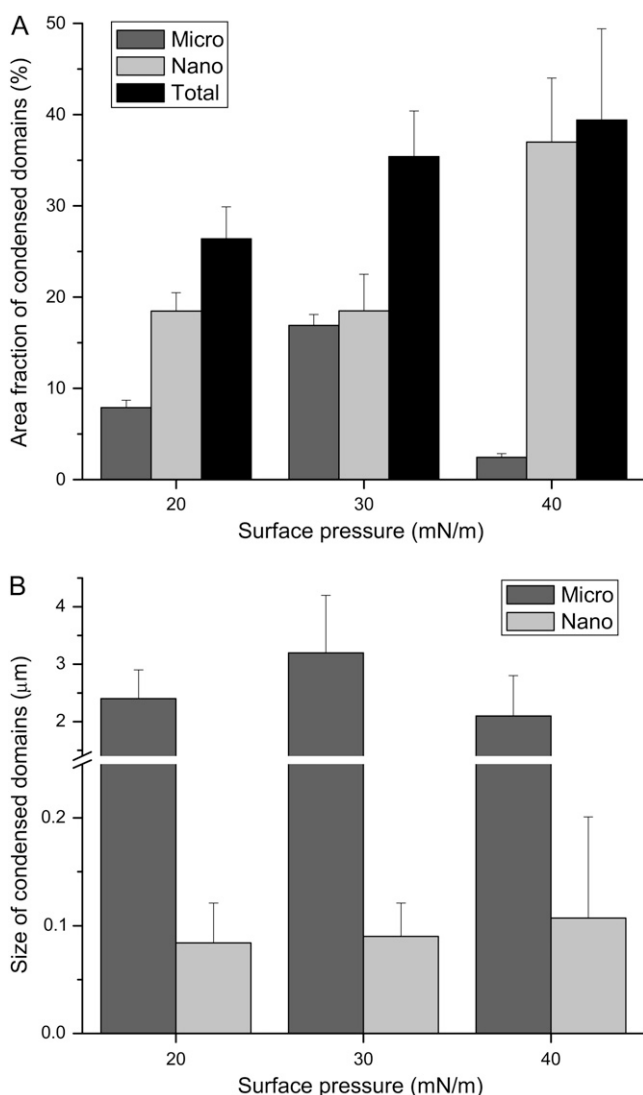 A
Micro
Nano
Total
Area fraction of condensed domains (%)
50
40
30
20
10
0
20 30 40
Surface pressure (mN/m)
B
Micro
Nano
Size of condensed domains (μm)
4
3
2
0.2
0.1
0.0
20 30 40
Surface pressure (mN/m)